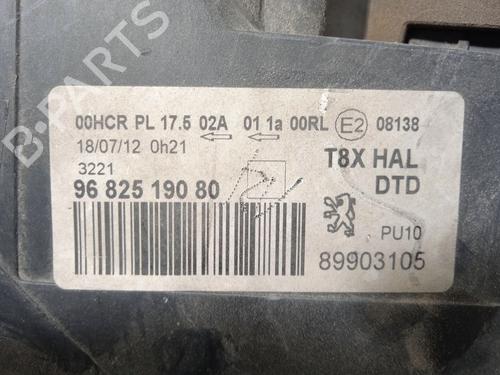 00HCR PL 17.5 02A 01 1a 00RL E2 08138
18/07/12 0h21
3221
96 825 190 80
T8X HAL
DTD
PU10
89903105
B-PARTS